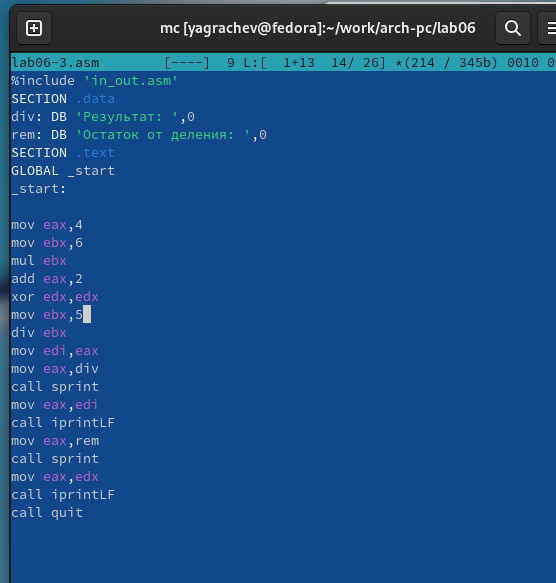 mc [yagrachev@fedora]:~/work/arch-pc/lab06
lab06-3.asm [----] 9 L:[ 1+13 14/ 26] *(214 / 345b) 0010 0
%include 'in_out.asm'
SECTION .data
div: DB 'Результат: ',0
rem: DB 'Остаток от деления: ',0
SECTION .text
GLOBAL _start
_start:
mov eax,4
mov ebx,6
mul ebx
add eax,2
xor edx,edx
mov ebx,5
div ebx
mov edi,eax
mov eax,div
call sprint
mov eax,edi
call iprintLF
mov eax,rem
call sprint
mov eax,edx
call iprintLF
call quit